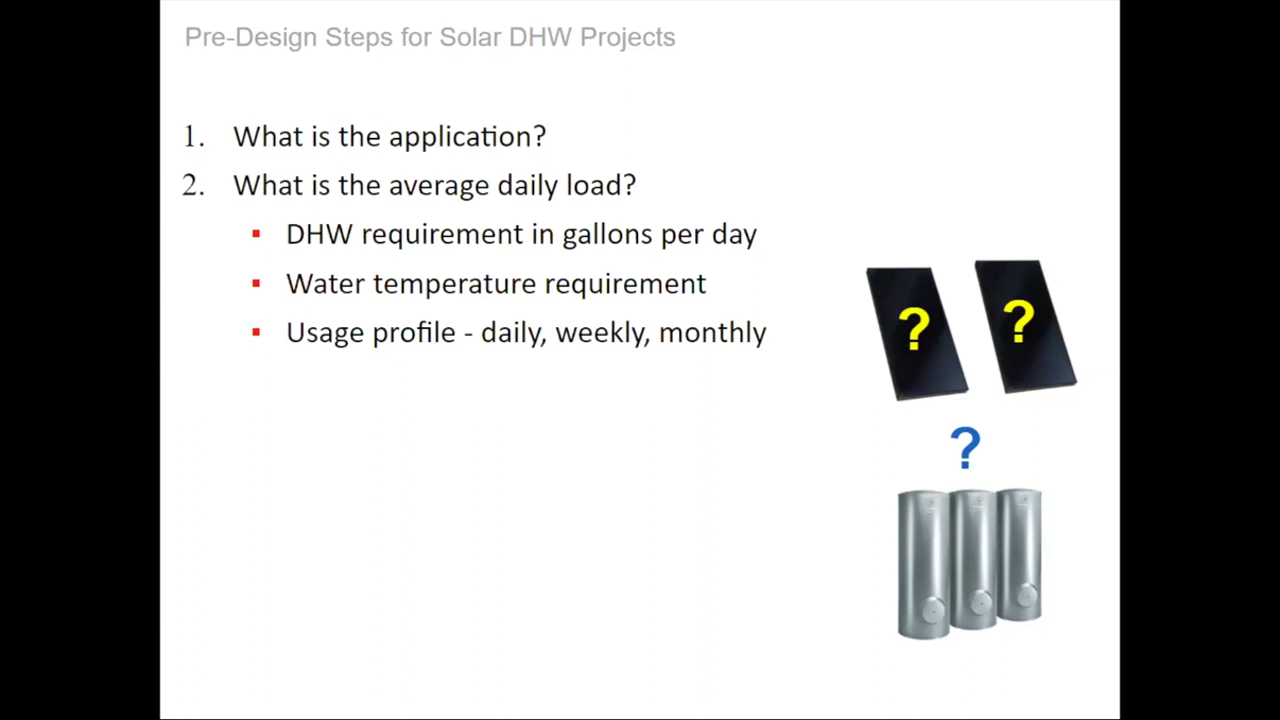 Pre-Design Steps for Solar DHW Projects
1. What is the application?
2. What is the average daily load?
▪ DHW requirement in gallons per day
▪ Water temperature requirement
▪ Usage profile - daily, weekly, monthly
? ?
?